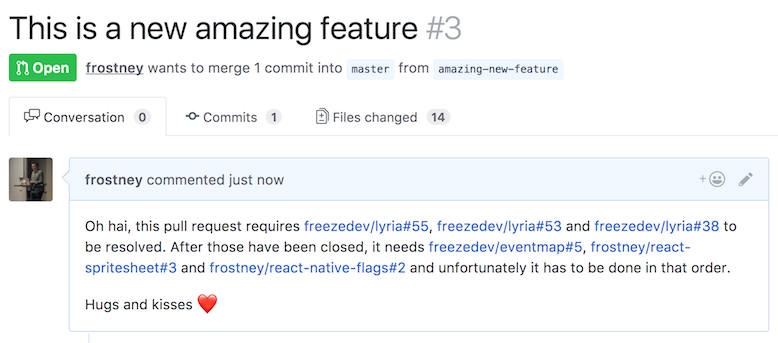 This is a new amazing feature #3
Open frostney wants to merge 1 commit into master from amazing-new-feature
Conversation 0 Commits 1 Files changed 14
frostney commented just now
Oh hai, this pull request requires freezedev/lyria#55, freezedev/lyria#53 and freezedev/lyria#38 to
be resolved. After those have been closed, it needs freezedev/eventmap#5, frostney/react-
spritesheet#3 and frostney/react-native-flags#2 and unfortunately it has to be done in that order.
Hugs and kisses ❤️